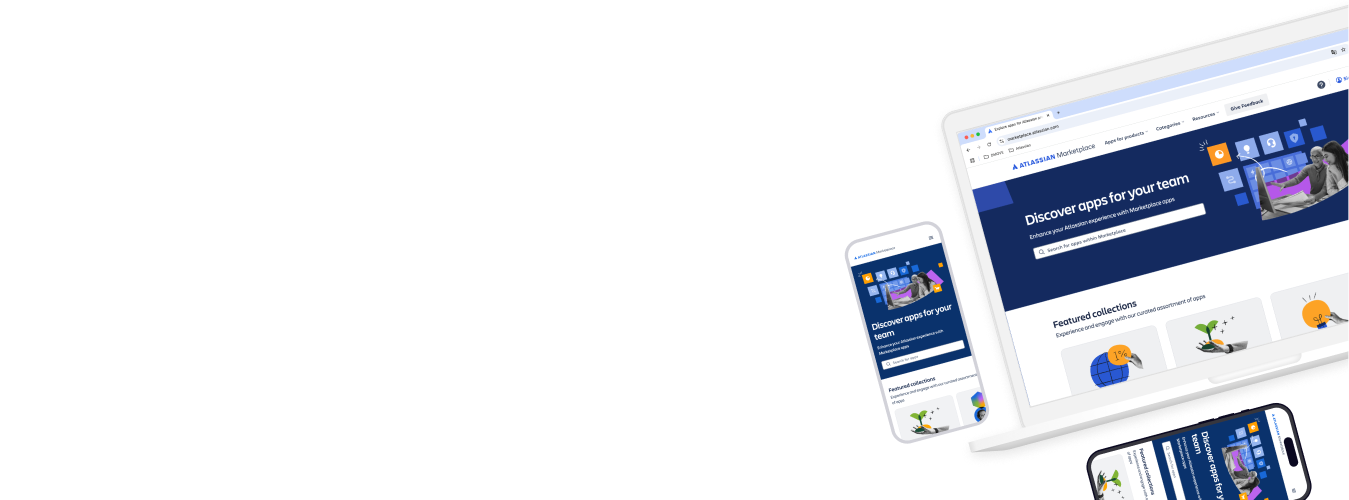 Explore apps for Atlassian
marketplace.atlassian.com
Atlassian
ATLASSIAN Marketplace
Apps for products
Categories
Resources
Give Feedback
Discover apps for your team
Enhance your Atlassian experience with Marketplace apps
Search for apps within Marketplace
Featured collections
Experience and engage with our curated assortment of apps
1%
ATLASSIAN Marketplace
Discover apps for your
team
Enhance your Atlassian experience with
Marketplace apps
Search for apps
Featured collections
Experience and engage with our curated assortment
of apps
ATLASSIAN
Discover apps for y
team
Featured collections